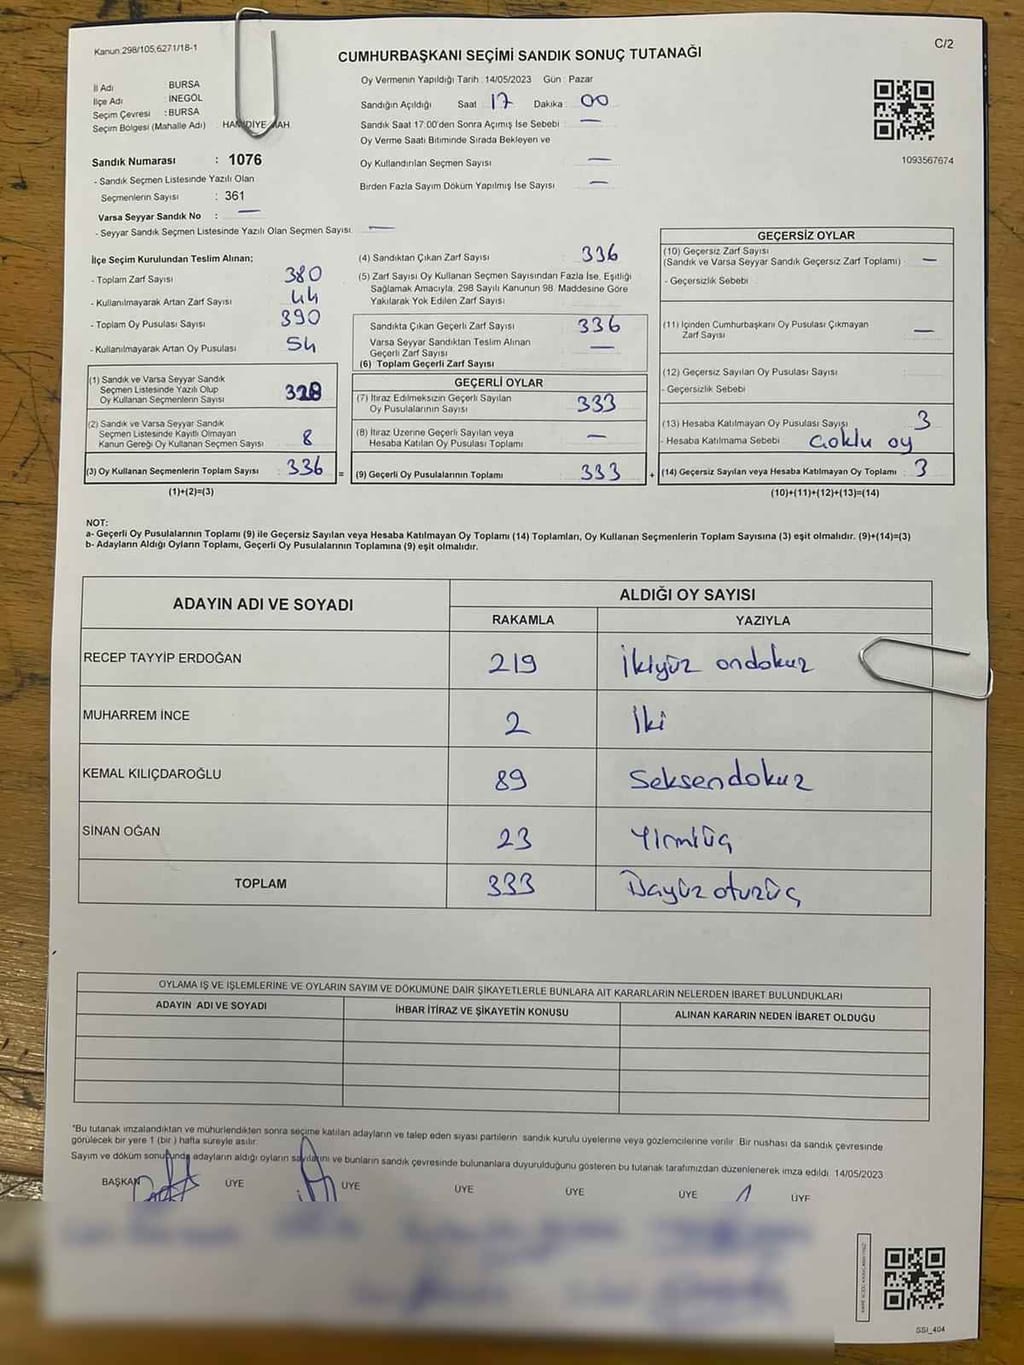 Kanun:298/105,6271/18-1
C/2
CUMHURBAŞKANI SEÇİMİ SANDIK SONUÇ TUTANAĞI
İl Adı : BURSA
İlçe Adı : İNEGÖL
Seçim Çevresi : BURSA
Seçim Bölgesi (Mahalle Adı) HAMİDİYE MAH.
Oy Vermenin Yapıldığı Tarih : 14/05/2023 Gün : Pazar
Sandığın Açıldığı Saat 17 Dakika 00
Sandık Saat 17:00'den Sonra Açımış İse Sebebi : —
Oy Verme Saati Bitiminde Sırada Bekleyen ve
Oy Kullandırılan Seçmen Sayısı —
Birden Fazla Sayım Döküm Yapılmış İse Sayısı —
1093567674
Sandık Numarası : 1076
- Sandık Seçmen Listesinde Yazılı Olan
Seçmenlerin Sayısı : 361
Varsa Seyyar Sandık No : —
- Seyyar Sandık Seçmen Listesinde Yazılı Olan Seçmen Sayısı: —
İlçe Seçim Kurulundan Teslim Alınan;
- Toplam Zarf Sayısı 380
- Kullanılmayarak Artan Zarf Sayısı 44
- Toplam Oy Pusulası Sayısı 390
- Kullanılmayarak Artan Oy Pusulası 54
(1) Sandık ve Varsa Seyyar Sandık
Seçmen Listesinde Yazılı Olup
Oy Kullanan Seçmenlerin Sayısı 328
(2) Sandık ve Varsa Seyyar Sandık
Seçmen Listesinde Kayıtlı Olmayan
Kanun Gereği Oy Kullanan Seçmen Sayısı 8
(3) Oy Kullanan Seçmenlerin Toplam Sayısı 336 =
(1)+(2)=(3)
(4) Sandıktan Çıkan Zarf Sayısı 336
(5) Zarf Sayısı Oy Kullanan Seçmen Sayısından Fazla İse, Eşitliği
Sağlamak Amacıyla, 298 Sayılı Kanunun 98. Maddesine Göre
Yakılarak Yok Edilen Zarf Sayısı
Sandıkta Çıkan Geçerli Zarf Sayısı 336
Varsa Seyyar Sandıktan Teslim Alınan
Geçerli Zarf Sayısı —
(6) Toplam Geçerli Zarf Sayısı
GEÇERLİ OYLAR
(7) İtiraz Edilmeksizin Geçerli Sayılan
Oy Pusulalarının Sayısı 333
(8) İtiraz Üzerine Geçerli Sayılan veya
Hesaba Katılan Oy Pusulası Toplamı —
(9) Geçerli Oy Pusulalarının Toplamı 333 +
GEÇERSİZ OYLAR
(10) Geçersiz Zarf Sayısı
(Sandık ve Varsa Seyyar Sandık Geçersiz Zarf Toplamı) —
- Geçersizlik Sebebi
(11) İçinden Cumhurbaşkanı Oy Pusulası Çıkmayan
Zarf Sayısı —
(12) Geçersiz Sayılan Oy Pusulası Sayısı
- Geçersizlik Sebebi
(13) Hesaba Katılmayan Oy Pusulası Sayısı 3
- Hesaba Katılmama Sebebi Çoklu oy
(14) Geçersiz Sayılan veya Hesaba Katılmayan Oy Toplamı : 3
(10)+(11)+(12)+(13)=(14)
NOT:
a- Geçerli Oy Pusulalarının Toplamı (9) ile Geçersiz Sayılan veya Hesaba Katılmayan Oy Toplamı (14) Toplamları, Oy Kullanan Seçmenlerin Toplam Sayısına (3) eşit olmalıdır. (9)+(14)=(3)
b- Adayların Aldığı Oyların Toplamı, Geçerli Oy Pusulalarının Toplamına (9) eşit olmalıdır.
ADAYIN ADI VE SOYADI
ALDIĞI OY SAYISI
RAKAMLA YAZIYLA
RECEP TAYYİP ERDOĞAN 219 İkiyüz ondokuz
MUHARREM İNCE 2 İki
KEMAL KILIÇDAROĞLU 89 Seksendokuz
SİNAN OĞAN 23 Yirmiüç
TOPLAM 333 Üçyüz otuzüç
OYLAMA İŞ VE İŞLEMLERİNE VE OYLARIN SAYIM VE DÖKÜMÜNE DAİR ŞİKAYETLERLE BUNLARA AİT KARARLARIN NELERDEN İBARET BULUNDUKLARI
ADAYIN ADI VE SOYADI İHBAR İTİRAZ VE ŞİKAYETİN KONUSU ALINAN KARARIN NEDEN İBARET OLDUĞU
"Bu tutanak imzalandıktan ve mühürlendikten sonra seçime katılan adayların ve talep eden siyasi partilerin sandık kurulu üyelerine veya gözlemcilerine verilir. Bir nüshası da sandık çevresinde
görülecek bir yere 1 (bir ) hafta süreyle asılır.
Sayım ve döküm sonucunda adayların aldığı oyların sayılarını ve bunların sandık çevresinde bulunanlara duyurulduğunu gösteren bu tutanak tarafımızdan düzenlenerek imza edildi. 14/05/2023
BAŞKAN ÜYE ÜYE ÜYE ÜYE ÜYE ÜYE
SSI_404